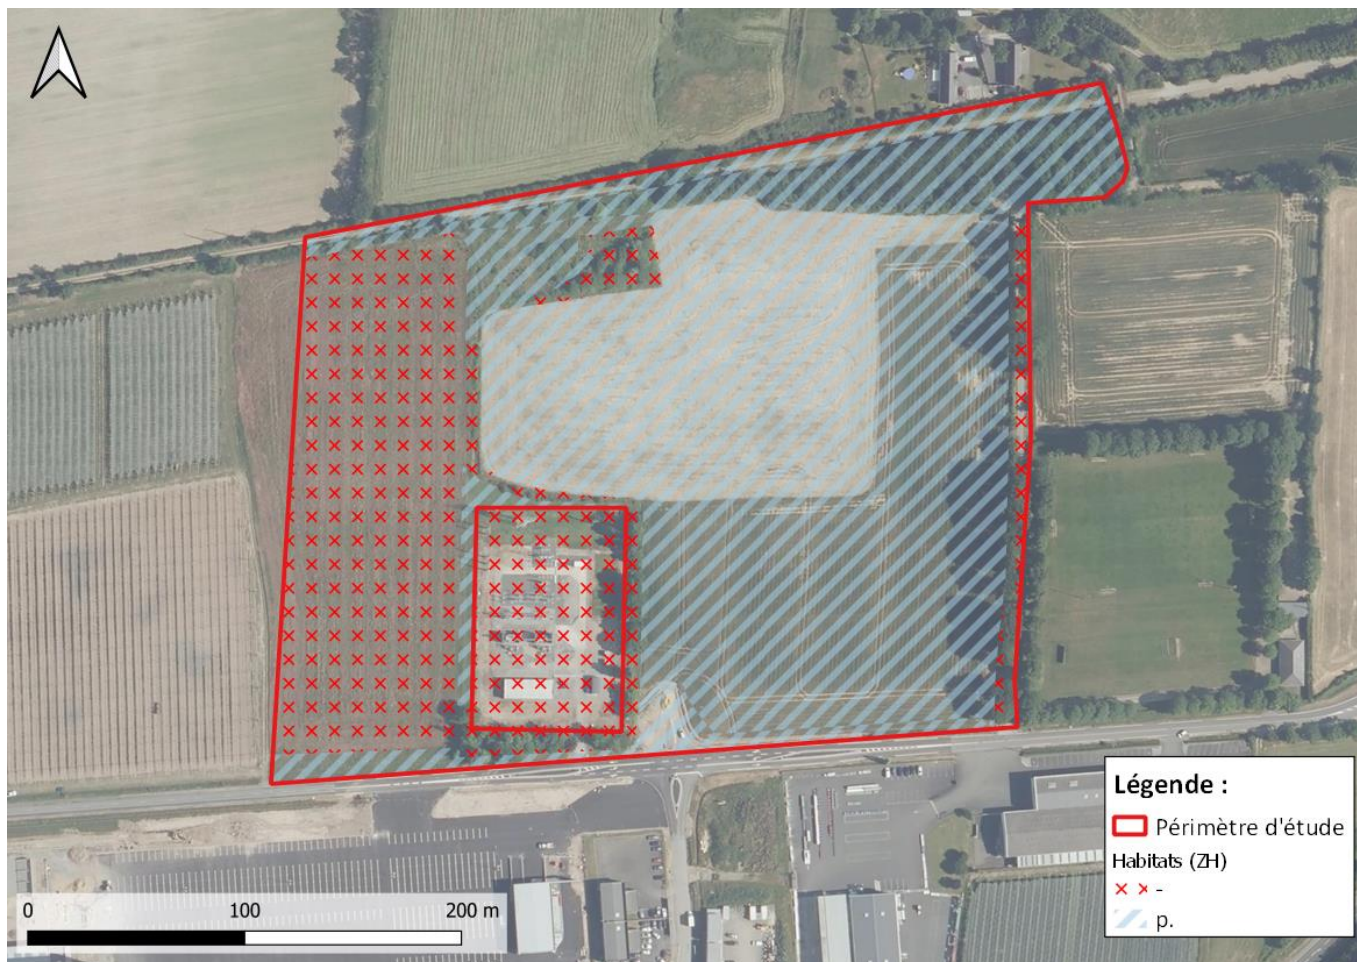 Légende :
Périmètre d'étude
Habitats (ZH)
-
p.
0 100 200 m